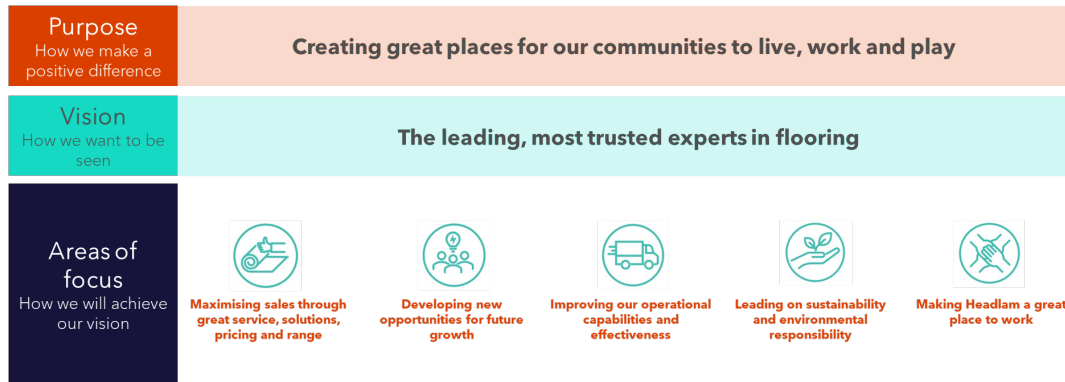 Purpose
How we make a
positive difference
Creating great places for our communities to live, work and play
Vision
How we want to be
seen
The leading, most trusted experts in flooring
Areas of
focus
How we will achieve
our vision
Maximising sales through
great service, solutions,
pricing and range
Developing new
opportunities for future
growth
Improving our operational
capabilities and
effectiveness
Leading on sustainability
and environmental
responsibility
Making Headlam a great
place to work